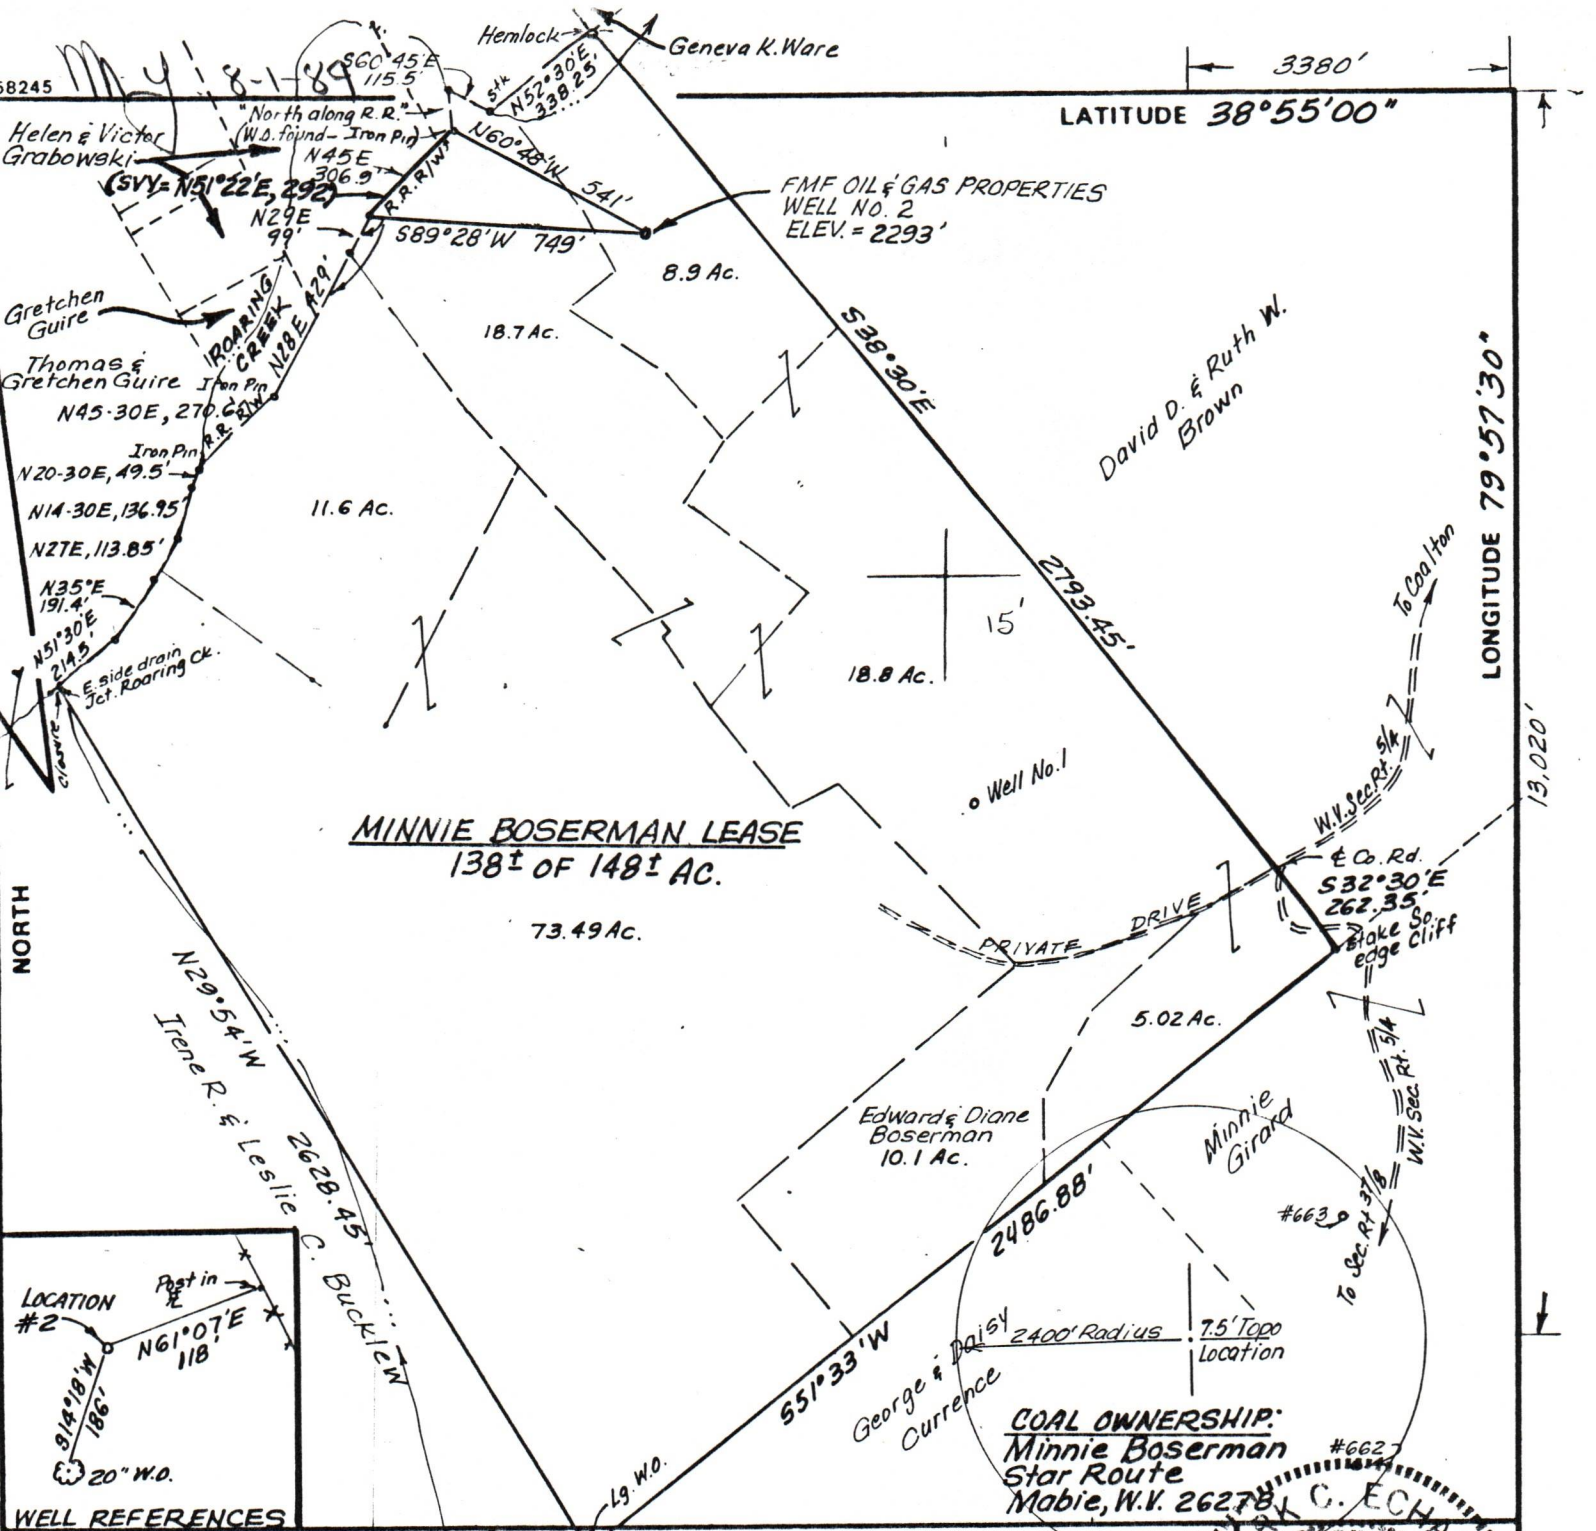 58245
8-1-84
S60°45'E
115.5'
Hemlock
Stk
N52°30'E
338.25'
Geneva K. Ware
3380'
LATITUDE 38°55'00"
"North along R.R."
(W.O. found- Iron Pin)
Helen & Victor
Grabowski
N45E
306.9'
(SVY= N51°22'E, 292)
R.R. R/W
N60°48'W 541'
FMF OIL & GAS PROPERTIES
WELL NO. 2
ELEV. = 2293'
N29E
99'
S89°28'W 749'
8.9 Ac.
18.7 Ac.
Gretchen
Guire
ROARING
CREEK
N28E 429'
S38°30'E
2793.45'
David D. & Ruth W.
Brown
LONGITUDE 79°57'30"
Thomas &
Gretchen Guire
Iron Pin
N45-30E, 270.6'
R.R. R/W
Iron Pin
N20-30E, 49.5'
N14-30E, 136.95'
N27E, 113.85'
11.6 Ac.
N35°E
191.4'
N51°30'E
214.5'
E. side drain
Jct. Roaring Ck.
Closure
15'
18.8 Ac.
To Coalton
W.V. Sec. Rt. 5/4
13,020'
Well No. 1
MINNIE BOSERMAN LEASE
138± OF 148± AC.
73.49 Ac.
NORTH
PRIVATE DRIVE
℄ Co. Rd.
S32°30'E
262.35'
Stake So.
edge Cliff
5.02 Ac.
W.V. Sec. Rt. 5/4
To Sec. Rt 37/8
N29°54'W
2628.45'
Irene R. & Leslie C. Bucklew
Edward & Diane
Boserman
10.1 Ac.
Minnie
Girard
#663
2486.88'
S51°33'W
LOCATION
#2
Post in
N61°07'E
118'
S14°18'W
186'
20" W.O.
WELL REFERENCES
Lg. W.O.
George & Daisy
Currence
2400' Radius
7.5' Topo
Location
COAL OWNERSHIP:
Minnie Boserman
Star Route
Mabie, W.V. 26278
#662
C. ECH